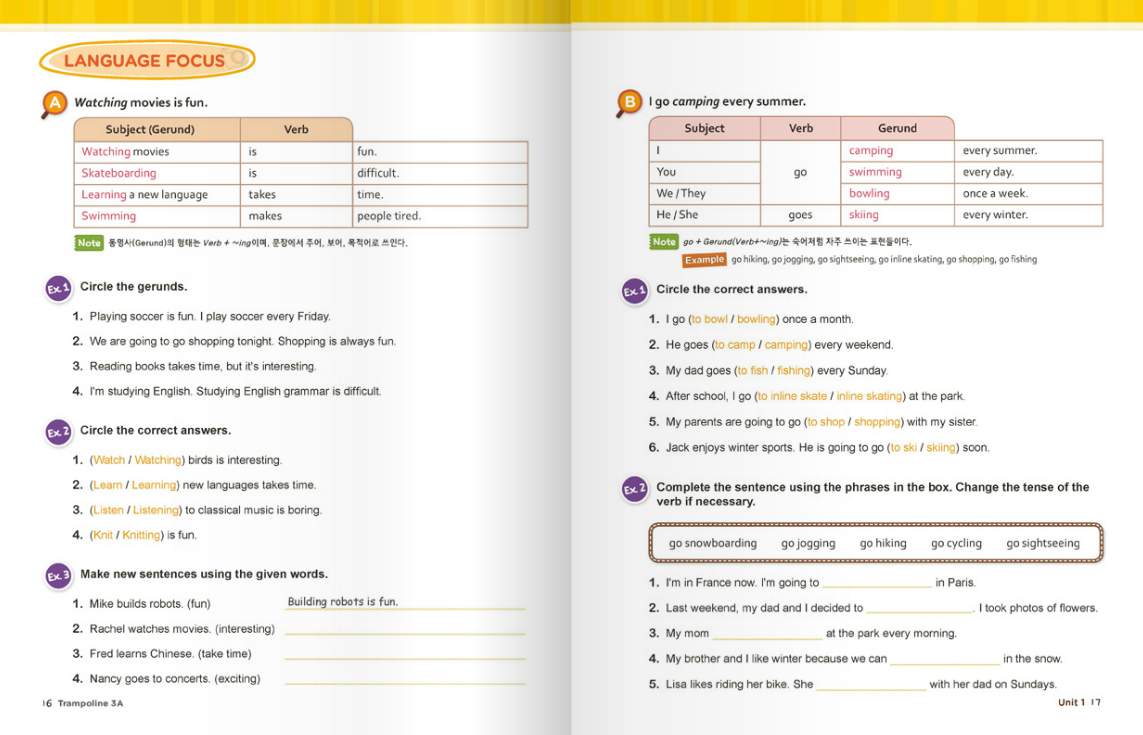 LANGUAGE FOCUS
A Watching movies is fun.
Subject (Gerund) Verb
Watching movies is fun.
Skateboarding is difficult.
Learning a new language takes time.
Swimming makes people tired.
Note 동명사(Gerund)의 형태는 Verb + ~ing이며, 문장에서 주어, 보어, 목적어로 쓰인다.
Ex.1 Circle the gerunds.
1. Playing soccer is fun. I play soccer every Friday.
2. We are going to go shopping tonight. Shopping is always fun.
3. Reading books takes time, but it's interesting.
4. I'm studying English. Studying English grammar is difficult.
Ex.2 Circle the correct answers.
1. (Watch / Watching) birds is interesting.
2. (Learn / Learning) new languages takes time.
3. (Listen / Listening) to classical music is boring.
4. (Knit / Knitting) is fun.
Ex.3 Make new sentences using the given words.
1. Mike builds robots. (fun) Building robots is fun.
2. Rachel watches movies. (interesting)
3. Fred learns Chinese. (take time)
4. Nancy goes to concerts. (exciting)
16 Trampoline 3A
B I go camping every summer.
Subject Verb Gerund
I go camping every summer.
You swimming every day.
We / They bowling once a week.
He / She goes skiing every winter.
Note go + Gerund(Verb+~ing)는 숙어처럼 자주 쓰이는 표현들이다.
Example go hiking, go jogging, go sightseeing, go inline skating, go shopping, go fishing
Ex.1 Circle the correct answers.
1. I go (to bowl / bowling) once a month.
2. He goes (to camp / camping) every weekend.
3. My dad goes (to fish / fishing) every Sunday.
4. After school, I go (to inline skate / inline skating) at the park.
5. My parents are going to go (to shop / shopping) with my sister.
6. Jack enjoys winter sports. He is going to go (to ski / skiing) soon.
Ex.2 Complete the sentence using the phrases in the box. Change the tense of the
verb if necessary.
go snowboarding go jogging go hiking go cycling go sightseeing
1. I'm in France now. I'm going to ____________ in Paris.
2. Last weekend, my dad and I decided to ____________. I took photos of flowers.
3. My mom ____________ at the park every morning.
4. My brother and I like winter because we can ____________ in the snow.
5. Lisa likes riding her bike. She ____________ with her dad on Sundays.
Unit 1 17